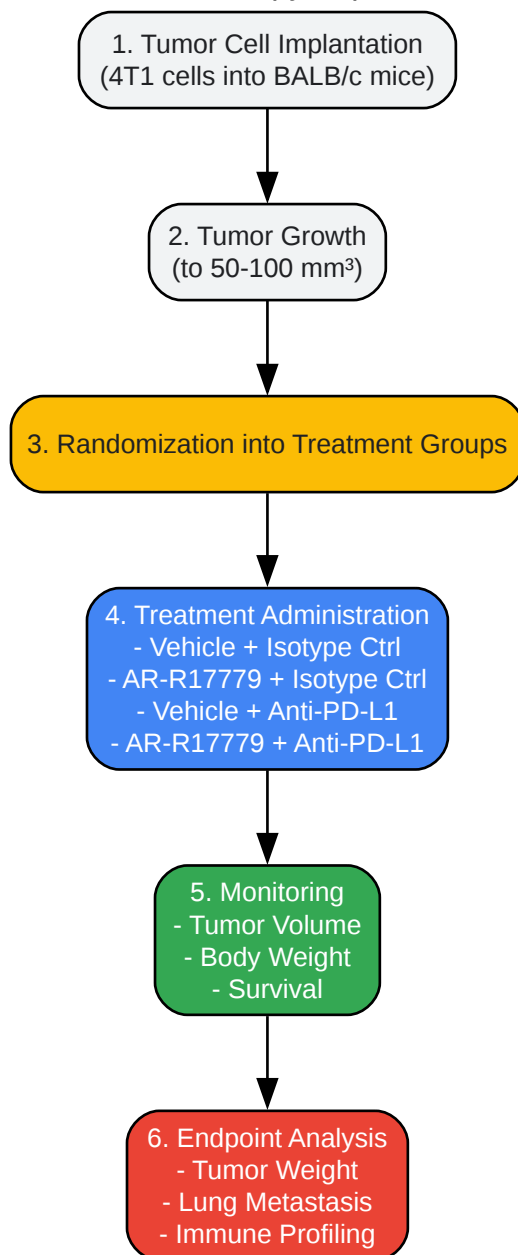 1. Tumor Cell Implantation
(4T1 cells into BALB/c mice)
2. Tumor Growth
(to 50-100 mm³)
3. Randomization into Treatment Groups
4. Treatment Administration
- Vehicle + Isotype Ctrl
- AR-R17779 + Isotype Ctrl
- Vehicle + Anti-PD-L1
- AR-R17779 + Anti-PD-L1
5. Monitoring
- Tumor Volume
- Body Weight
- Survival
6. Endpoint Analysis
- Tumor Weight
- Lung Metastasis
- Immune Profiling